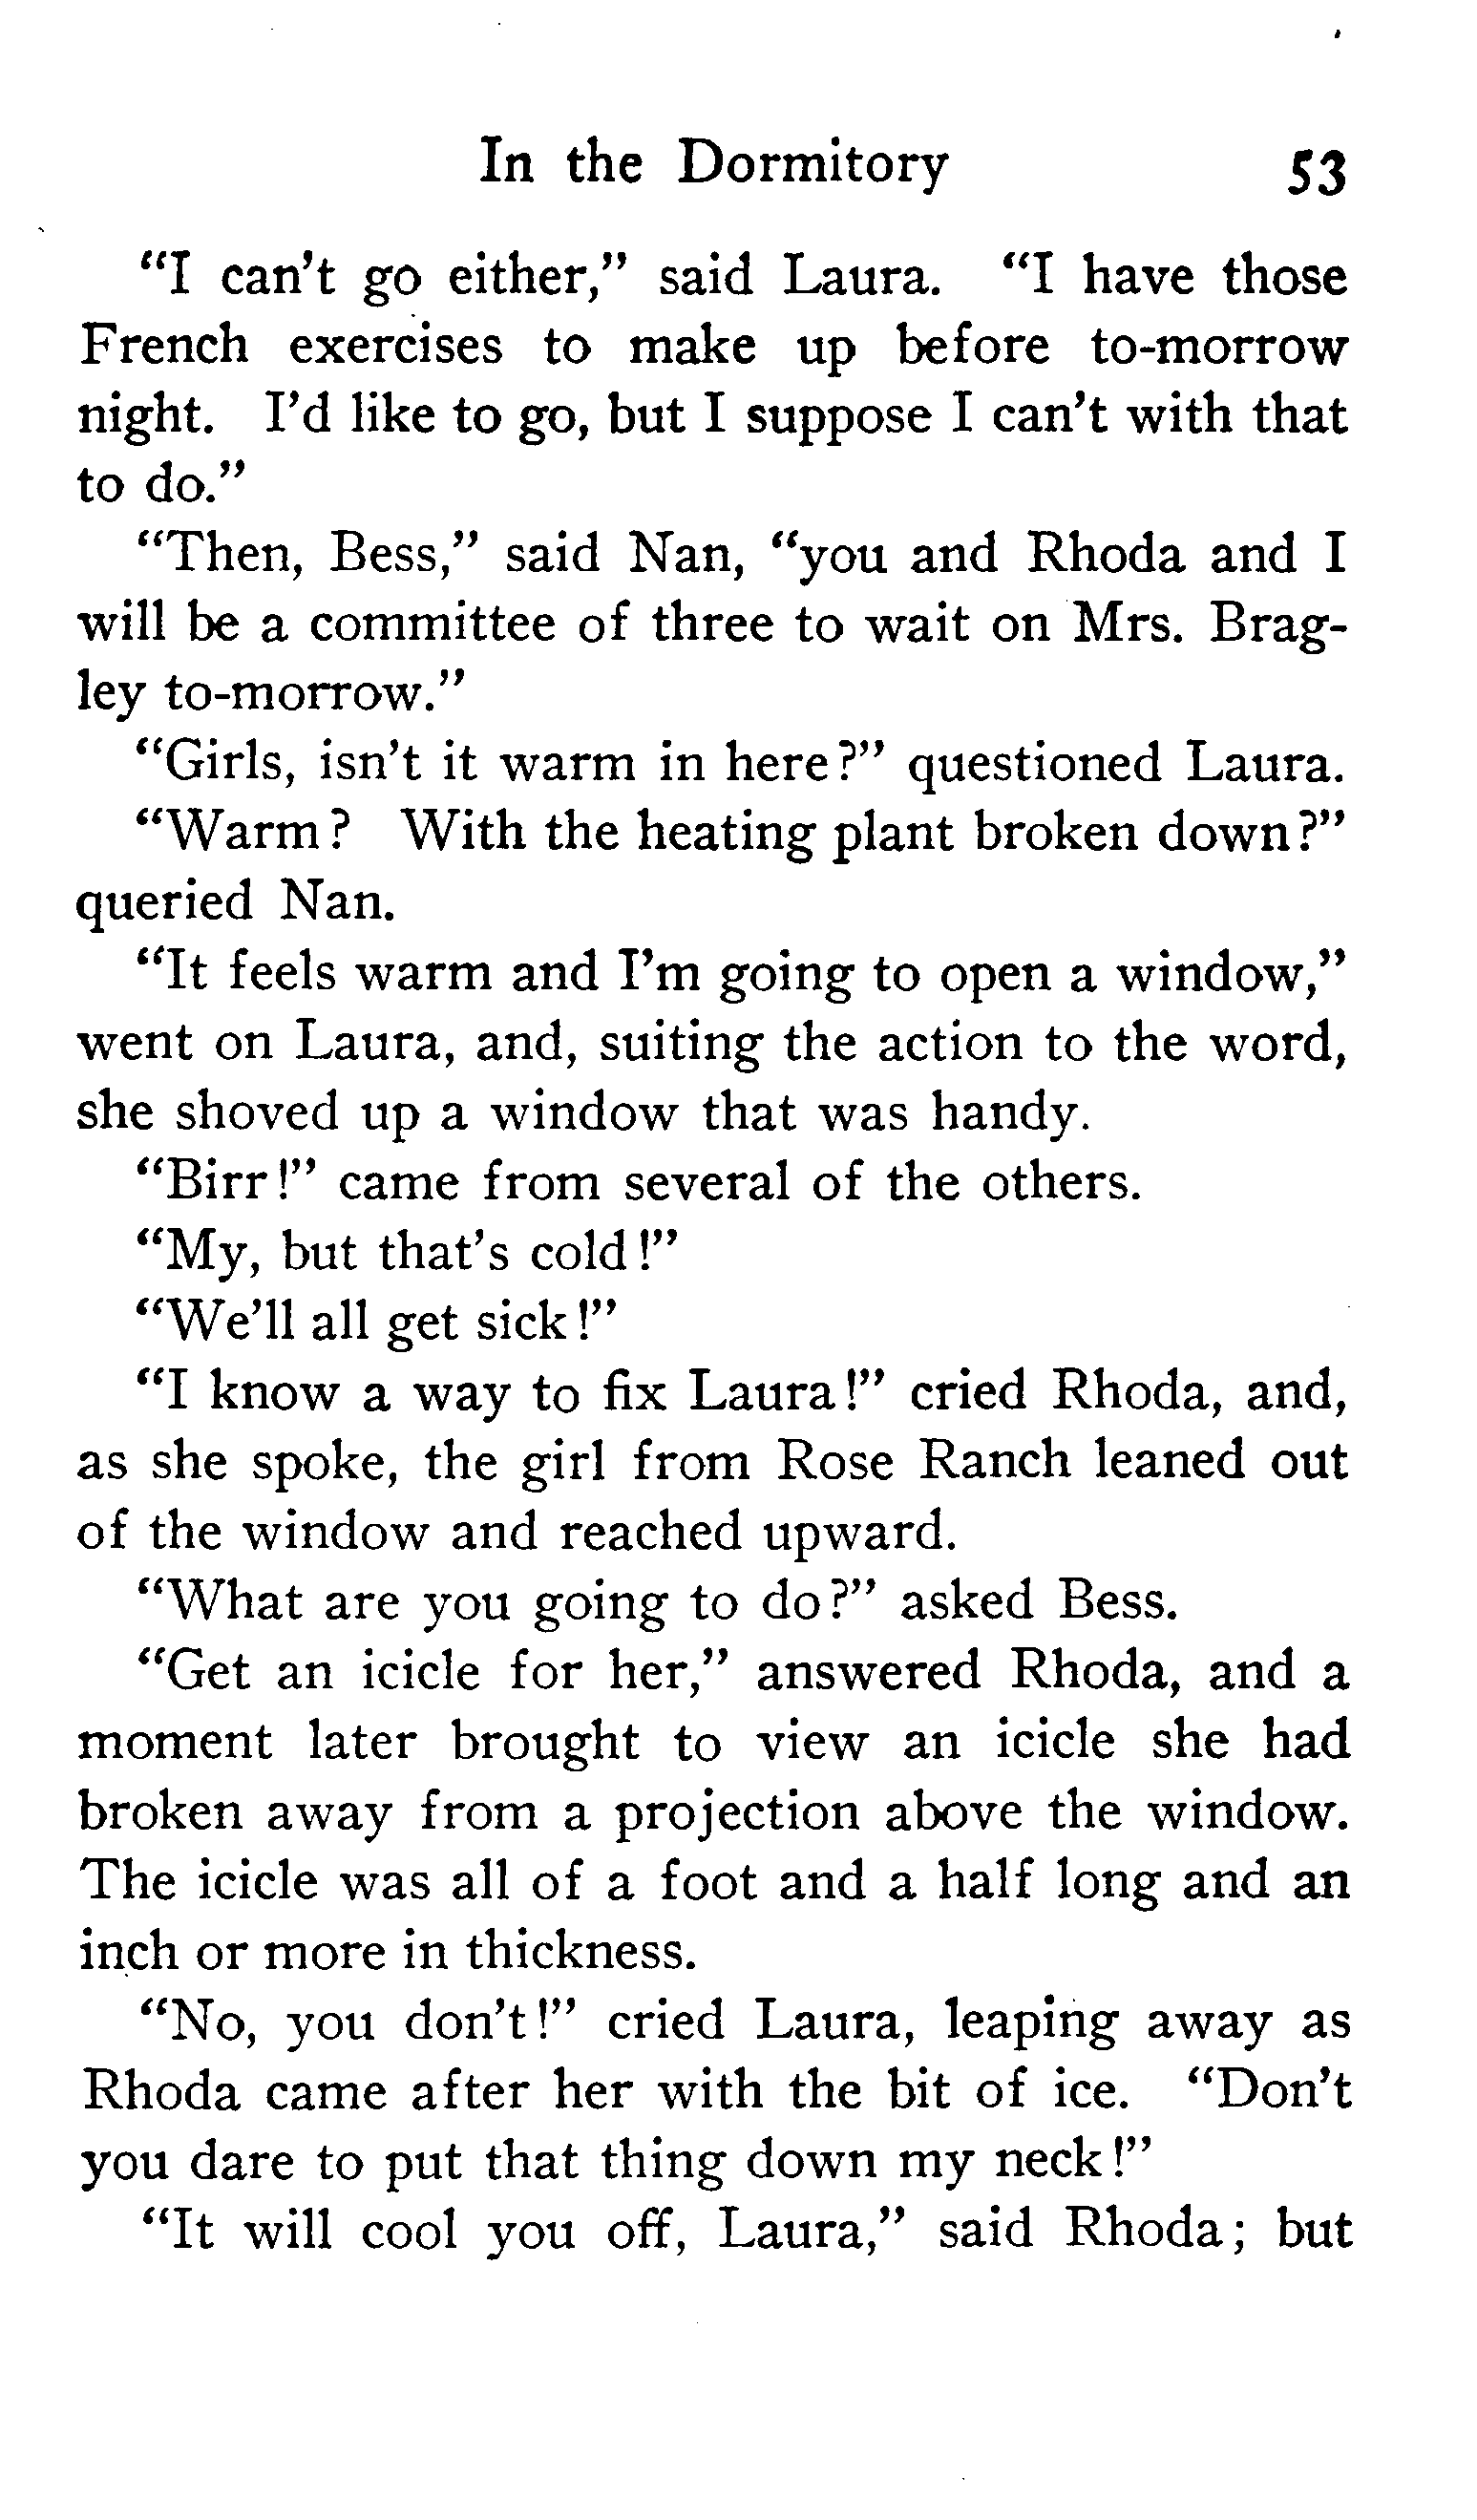 In the Dormitory 53
"I can't go either," said Laura. "I have those
French exercises to make up before to-morrow
night. I'd like to go, but I suppose I can't with that
to do."
"Then, Bess," said Nan, "you and Rhoda and I
will be a committee of three to wait on Mrs. Brag-
ley to-morrow."
"Girls, isn't it warm in here?" questioned Laura.
"Warm? With the heating plant broken down?"
queried Nan.
"It feels warm and I'm going to open a window,"
went on Laura, and, suiting the action to the word,
she shoved up a window that was handy.
"Birr!" came from several of the others.
"My, but that's cold!"
"We'll all get sick!"
"I know a way to fix Laura!" cried Rhoda, and,
as she spoke, the girl from Rose Ranch leaned out
of the window and reached upward.
"What are you going to do?" asked Bess.
"Get an icicle for her," answered Rhoda, and a
moment later brought to view an icicle she had
broken away from a projection above the window.
The icicle was all of a foot and a half long and an
inch or more in thickness.
"No, you don't!" cried Laura, leaping away as
Rhoda came after her with the bit of ice. "Don't
you dare to put that thing down my neck!"
"It will cool you off, Laura," said Rhoda; but